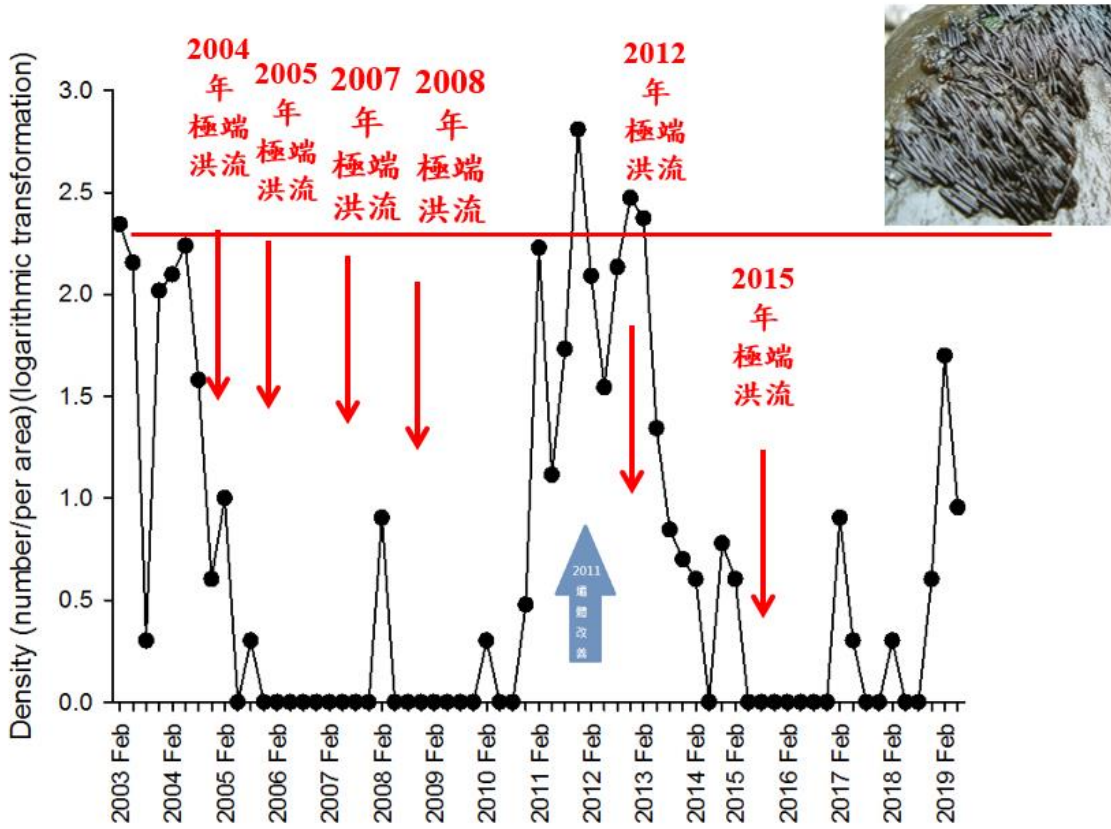 Density (number/per area)(logarithmic transformation)
3.0
2.5
2.0
1.5
1.0
0.5
0.0
2004
年
極端
洪流
2005
年
極端
洪流
2007
年
極端
洪流
2008
年
極端
洪流
2012
年
極端
洪流
2015
年
極端
洪流
2011
壩
體
改
善
2003 Feb
2004 Feb
2005 Feb
2006 Feb
2007 Feb
2008 Feb
2009 Feb
2010 Feb
2011 Feb
2012 Feb
2013 Feb
2014 Feb
2015 Feb
2016 Feb
2017 Feb
2018 Feb
2019 Feb